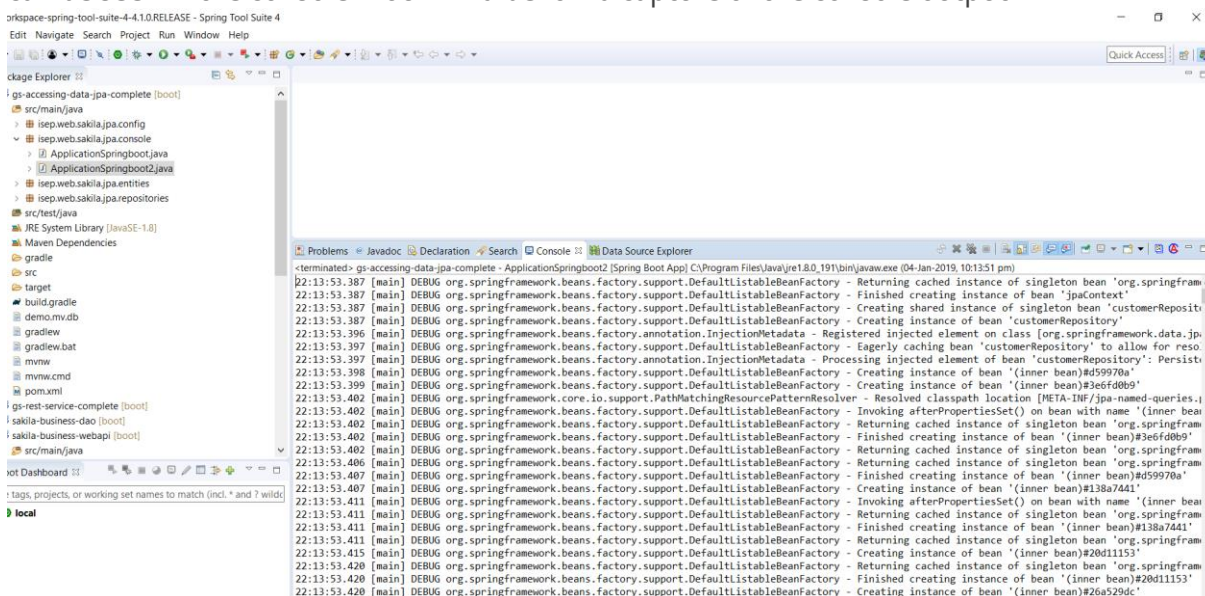 orkspace-spring-tool-suite-4-4.1.0.RELEASE - Spring Tool Suite 4
Edit Navigate Search Project Run Window Help
Quick Access
ckage Explorer
gs-accessing-data-jpa-complete [boot]
src/main/java
isep.web.sakila.jpa.config
isep.web.sakila.jpa.console
ApplicationSpringboot.java
ApplicationSpringboot2.java
isep.web.sakila.jpa.entities
isep.web.sakila.jpa.repositories
src/test/java
JRE System Library [JavaSE-1.8]
Maven Dependencies
gradle
src
target
build.gradle
demo.mv.db
gradlew
gradlew.bat
mvnw
mvnw.cmd
pom.xml
gs-rest-service-complete [boot]
sakila-business-dao [boot]
sakila-business-webapi [boot]
src/main/java
oot Dashboard
tags, projects, or working set names to match (incl. * and ? wildc
local
Problems Javadoc Declaration Search Console Data Source Explorer
<terminated> gs-accessing-data-jpa-complete - ApplicationSpringboot2 [Spring Boot App] C:\Program Files\Java\jre1.8.0_191\bin\javaw.exe (04-Jan-2019, 10:13:51 pm)
22:13:53.387 [main] DEBUG org.springframework.beans.factory.support.DefaultListableBeanFactory - Returning cached instance of singleton bean 'org.springfram
22:13:53.387 [main] DEBUG org.springframework.beans.factory.support.DefaultListableBeanFactory - Finished creating instance of bean 'jpaContext'
22:13:53.387 [main] DEBUG org.springframework.beans.factory.support.DefaultListableBeanFactory - Creating shared instance of singleton bean 'customerReposit
22:13:53.387 [main] DEBUG org.springframework.beans.factory.support.DefaultListableBeanFactory - Creating instance of bean 'customerRepository'
22:13:53.396 [main] DEBUG org.springframework.beans.factory.annotation.InjectionMetadata - Registered injected element on class [org.springframework.data.jp
22:13:53.397 [main] DEBUG org.springframework.beans.factory.support.DefaultListableBeanFactory - Eagerly caching bean 'customerRepository' to allow for reso
22:13:53.397 [main] DEBUG org.springframework.beans.factory.annotation.InjectionMetadata - Processing injected element of bean 'customerRepository': Persist
22:13:53.398 [main] DEBUG org.springframework.beans.factory.support.DefaultListableBeanFactory - Creating instance of bean '(inner bean)#d59970a'
22:13:53.399 [main] DEBUG org.springframework.beans.factory.support.DefaultListableBeanFactory - Creating instance of bean '(inner bean)#3e6fd0b9'
22:13:53.402 [main] DEBUG org.springframework.core.io.support.PathMatchingResourcePatternResolver - Resolved classpath location [META-INF/jpa-named-queries.
22:13:53.402 [main] DEBUG org.springframework.beans.factory.support.DefaultListableBeanFactory - Invoking afterPropertiesSet() on bean with name '(inner bea
22:13:53.402 [main] DEBUG org.springframework.beans.factory.support.DefaultListableBeanFactory - Returning cached instance of singleton bean 'org.springfram
22:13:53.402 [main] DEBUG org.springframework.beans.factory.support.DefaultListableBeanFactory - Finished creating instance of bean '(inner bean)#3e6fd0b9'
22:13:53.402 [main] DEBUG org.springframework.beans.factory.support.DefaultListableBeanFactory - Returning cached instance of singleton bean 'org.springfram
22:13:53.406 [main] DEBUG org.springframework.beans.factory.support.DefaultListableBeanFactory - Returning cached instance of singleton bean 'org.springfram
22:13:53.407 [main] DEBUG org.springframework.beans.factory.support.DefaultListableBeanFactory - Finished creating instance of bean '(inner bean)#d59970a'
22:13:53.407 [main] DEBUG org.springframework.beans.factory.support.DefaultListableBeanFactory - Creating instance of bean '(inner bean)#138a7441'
22:13:53.411 [main] DEBUG org.springframework.beans.factory.support.DefaultListableBeanFactory - Invoking afterPropertiesSet() on bean with name '(inner bea
22:13:53.411 [main] DEBUG org.springframework.beans.factory.support.DefaultListableBeanFactory - Returning cached instance of singleton bean 'org.springfram
22:13:53.411 [main] DEBUG org.springframework.beans.factory.support.DefaultListableBeanFactory - Finished creating instance of bean '(inner bean)#138a7441'
22:13:53.411 [main] DEBUG org.springframework.beans.factory.support.DefaultListableBeanFactory - Returning cached instance of singleton bean 'org.springfram
22:13:53.415 [main] DEBUG org.springframework.beans.factory.support.DefaultListableBeanFactory - Creating instance of bean '(inner bean)#20d11153'
22:13:53.420 [main] DEBUG org.springframework.beans.factory.support.DefaultListableBeanFactory - Returning cached instance of singleton bean 'org.springfram
22:13:53.420 [main] DEBUG org.springframework.beans.factory.support.DefaultListableBeanFactory - Finished creating instance of bean '(inner bean)#20d11153'
22:13:53.420 [main] DEBUG org.springframework.beans.factory.support.DefaultListableBeanFactory - Creating instance of bean '(inner bean)#26a529dc'